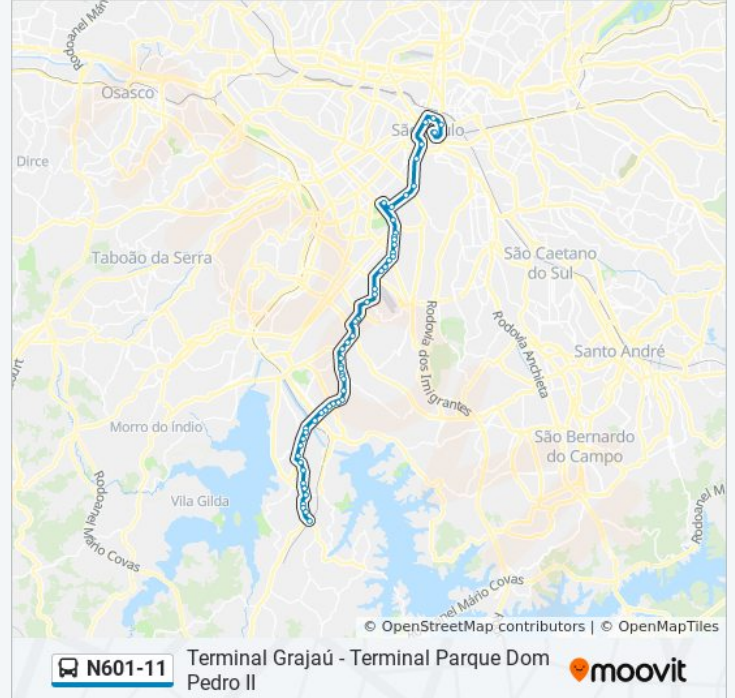 Rodoanel Már
Osasco
São Paulo
Dirce
Taboão da Serra
São Caetano
do Sul
Rodovia dos Imigrantes
Rodovia Anchieta
Santo André
Morro do Índio
São Bernardo
do Campo
Vila Gilda
Rodoanel Mário Covas
Rodoanel M
Mário Covas
© OpenStreetMap contributors | © OpenMapTiles
N601-11
Terminal Grajaú - Terminal Parque Dom
Pedro II
moovit